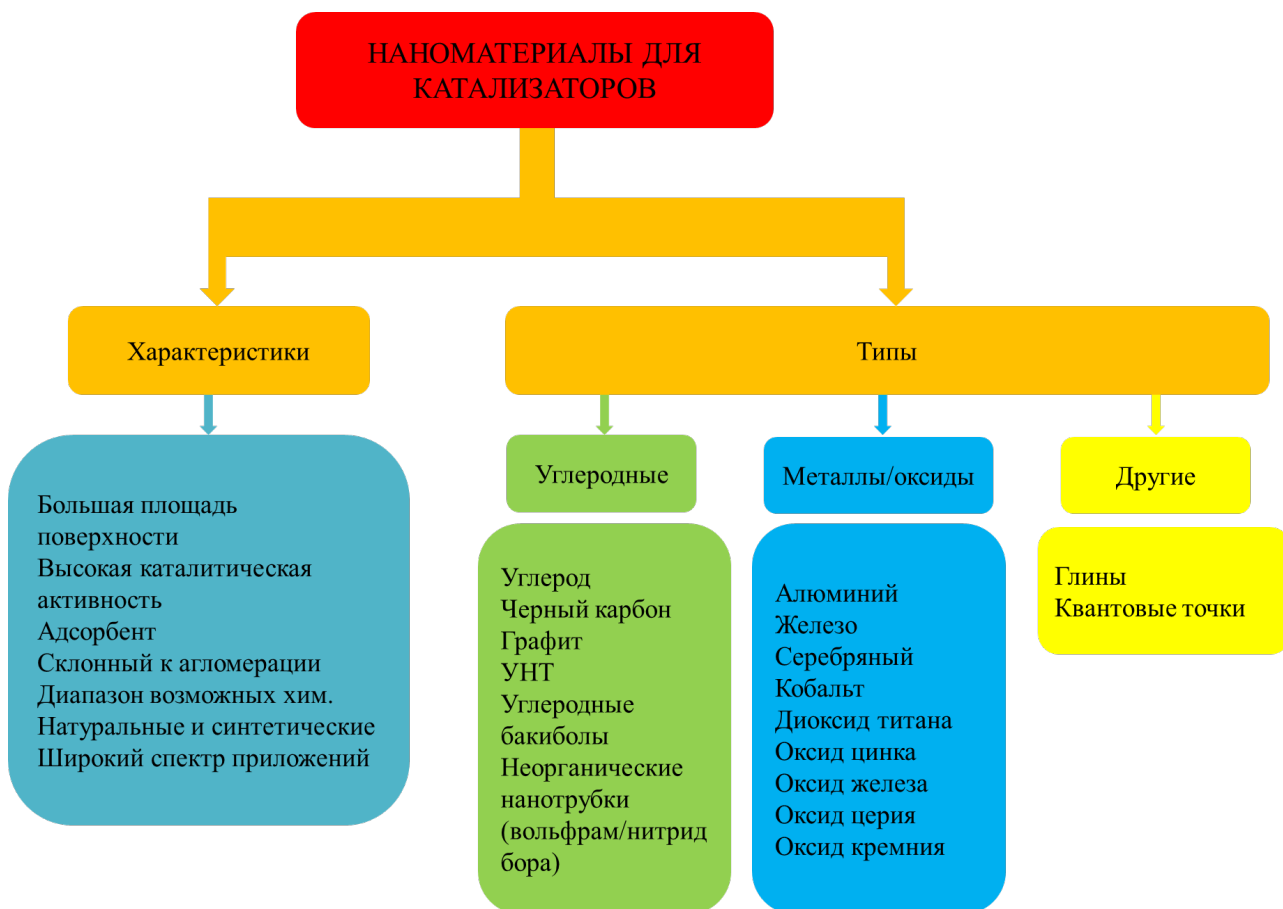 НАНОМАТЕРИАЛЫ ДЛЯ
КАТАЛИЗАТОРОВ
Характеристики
Типы
Большая площадь
поверхности
Высокая каталитическая
активность
Адсорбент
Склонный к агломерации
Диапазон возможных хим.
Натуральные и синтетические
Широкий спектр приложений
Углеродные
Углерод
Черный карбон
Графит
УНТ
Углеродные
бакиболы
Неорганические
нанотрубки
(вольфрам/нитрид
бора)
Металлы/оксиды
Алюминий
Железо
Серебряный
Кобальт
Диоксид титана
Оксид цинка
Оксид железа
Оксид церия
Оксид кремния
Другие
Глины
Квантовые точки